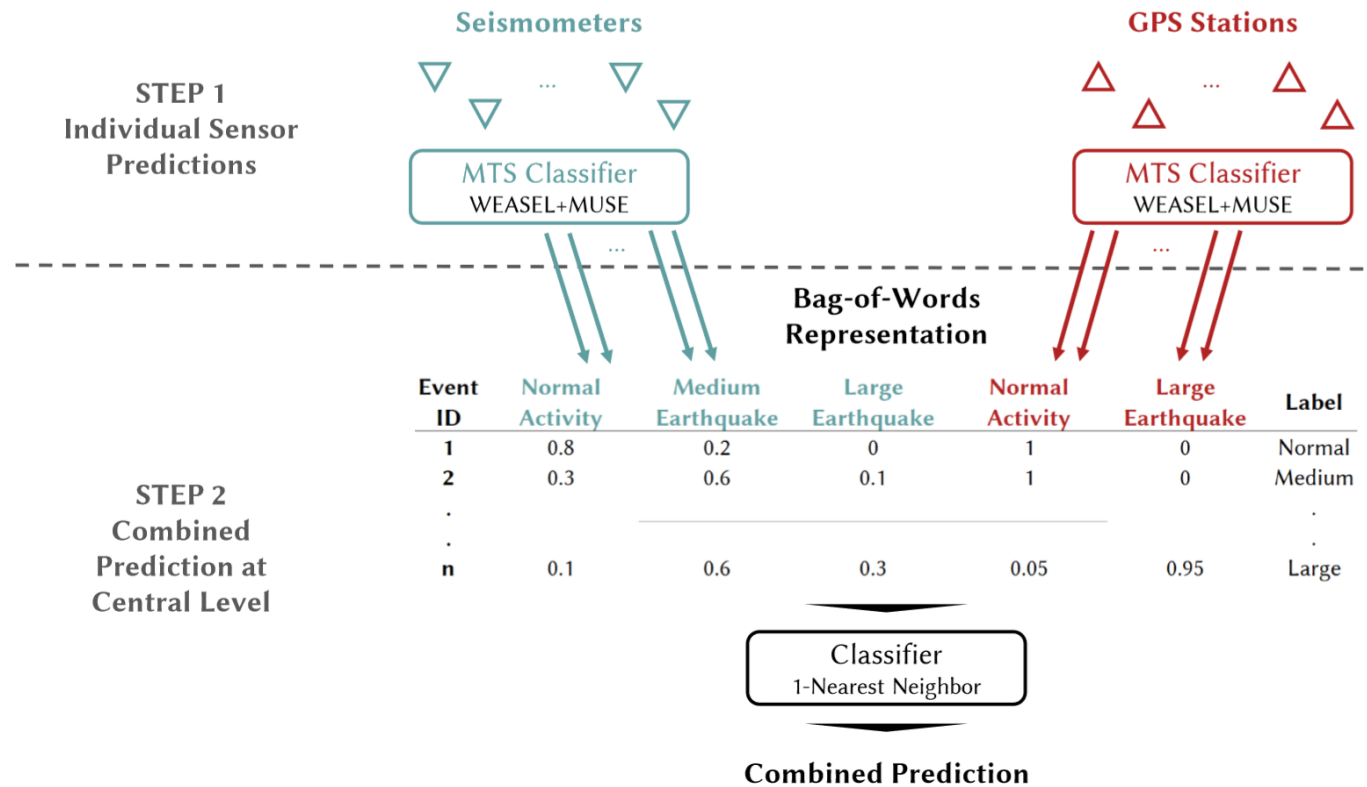 Seismometers
GPS Stations
...
...
STEP 1
Individual Sensor
Predictions
MTS Classifier
WEASEL+MUSE
MTS Classifier
WEASEL+MUSE
...
...
Bag-of-Words
Representation
Event Normal Medium Large Normal Large Label
ID Activity Earthquake Earthquake Activity Earthquake
1 0.8 0.2 0 1 0 Normal
2 0.3 0.6 0.1 1 0 Medium
. .
. .
n 0.1 0.6 0.3 0.05 0.95 Large
STEP 2
Combined
Prediction at
Central Level
Classifier
1-Nearest Neighbor
Combined Prediction